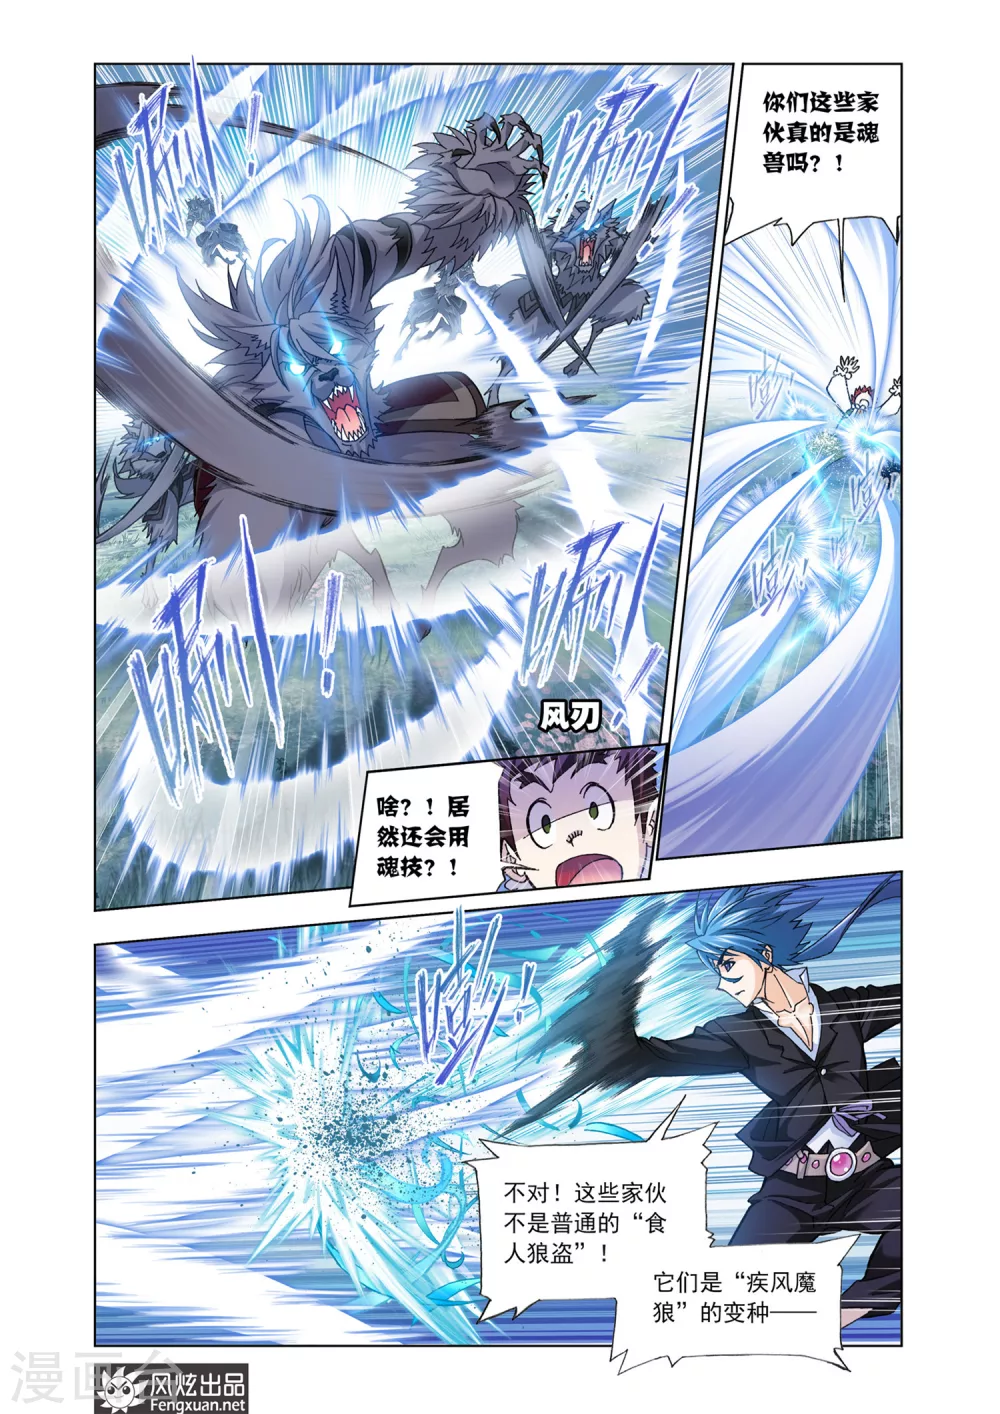 唰！
唰！
唰！
唰！
风刃
你们这些家
伙真的是魂
兽吗？！
嘭！
嘭！
嘭！
啥？！居
然还会用
魂技？！
嘭！
不对！这些家伙
不是普通的“食
人狼盗”！
它们是“疾风魔
狼”的变种——
漫画台
风炫出品
Fengxuan.net